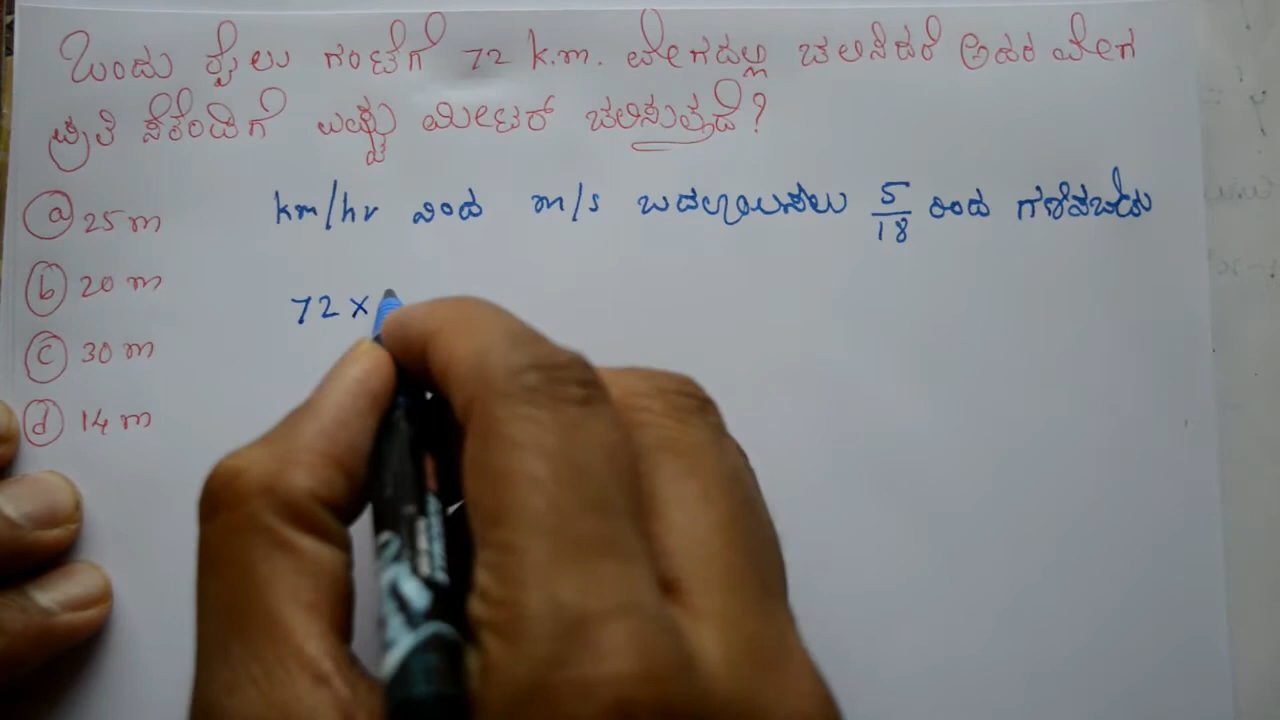 ಒಂದು ರೈಲು ಗಂಟೆಗೆ 72 k.m. ವೇಗದಲ್ಲಿ ಚಲಿಸಿದರೆ ಅದರ ವೇಗ
ಪ್ರತಿ ಸೆಕೆಂಡಿಗೆ ಎಷ್ಟು ಮೀಟರ್ ಚಲಿಸುತ್ತದೆ?
km/hr ನಿಂದ m/s ಬದಲಾಯಿಸಲು 5/18 ರಿಂದ ಗುಣಿಸಬೇಕು
ⓐ 25 m
ⓑ 20 m
72 ×
ⓒ 30 m
ⓓ 14 m